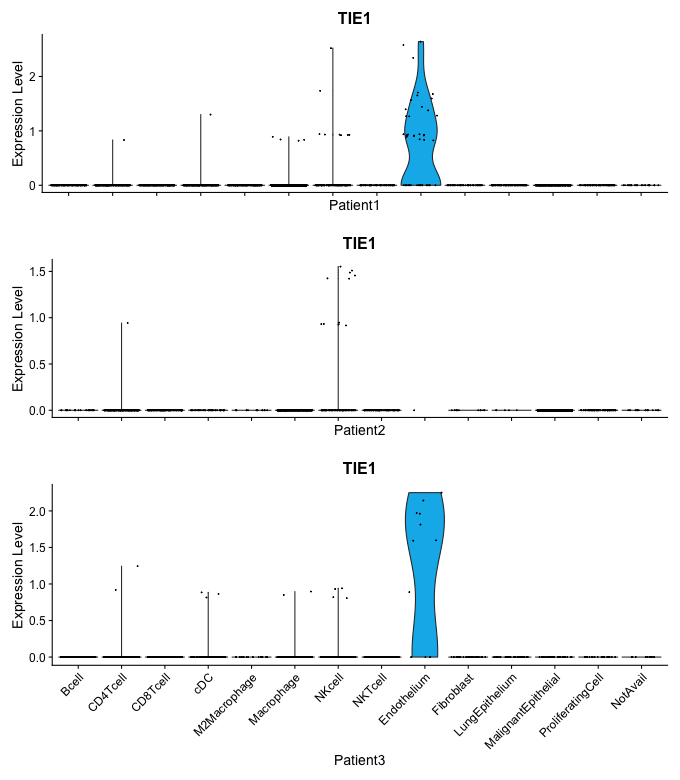 TIE1
Expression Level
2
1
0
Patient1
TIE1
Expression Level
1.5
1.0
0.5
0.0
Patient2
TIE1
Expression Level
2.0
1.5
1.0
0.5
0.0
Bcell
CD4Tcell
CD8Tcell
cDC
M2Macrophage
Macrophage
NKcell
NKTcell
Endothelium
Fibroblast
LungEpithelium
MalignantEpithelial
ProliferatingCell
NotAvail
Patient3